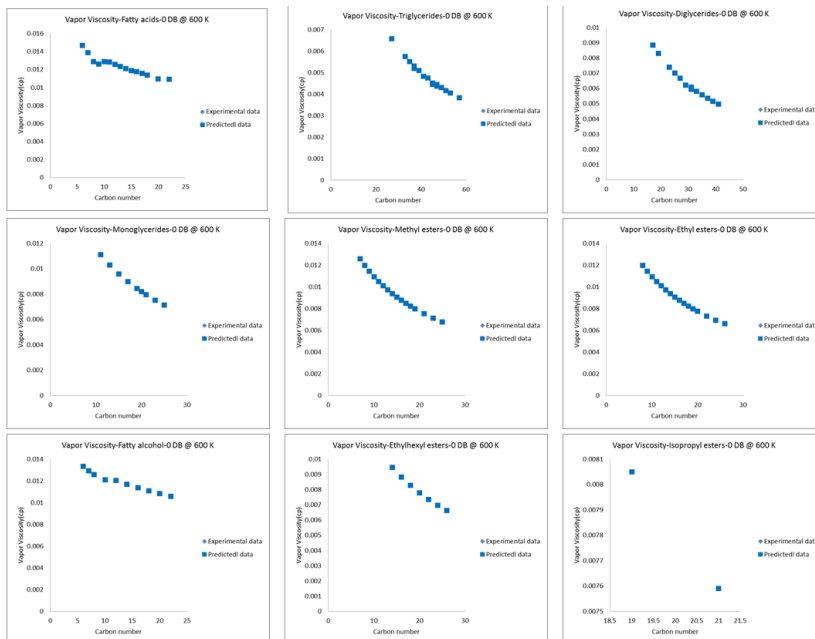 Vapor Viscosity-Fatty acids-0 DB @ 600 K
0.016
0.014
0.012
0.01
0.008
0.006
0.004
0.002
0
0 5 10 15 20 25
Vapor Viscosity(cp)
Carbon number
Experimental data
Predictedl data
Vapor Viscosity-Triglycerides-0 DB @ 600 K
0.007
0.006
0.005
0.004
0.003
0.002
0.001
0
0 20 40 60
Vapor Viscosity(cp)
Carbon number
Experimental data
Predictedl data
Vapor Viscosity-Diglycerides-0 DB @ 600 K
0.01
0.009
0.008
0.007
0.006
0.005
0.004
0.003
0.002
0.001
0
0 10 20 30 40 50
Vapor Viscosity(cp)
Carbon number
Experimental data
Predictedl data
Vapor Viscosity-Monoglycerides-0 DB @ 600 K
0.012
0.01
0.008
0.006
0.004
0.002
0
0 10 20 30
Vapor Viscosity(cp)
Carbon number
Experimental data
Predictedl data
Vapor Viscosity-Methyl esters-0 DB @ 600 K
0.014
0.012
0.01
0.008
0.006
0.004
0.002
0
0 10 20 30
Vapor Viscosity(cp)
Carbon number
Experimental data
Predictedl data
Vapor Viscosity-Ethyl esters-0 DB @ 600 K
0.014
0.012
0.01
0.008
0.006
0.004
0.002
0
0 10 20 30
Vapor Viscosity(cp)
Carbon number
Experimental data
Predictedl data
Vapor Viscosity-Fatty alcohol-0 DB @ 600 K
0.014
0.012
0.01
0.008
0.006
0.004
0.002
0
0 5 10 15 20 25
Vapor Viscosity(cp)
Carbon number
Experimental data
Predictedl data
Vapor Viscosity-Ethylhexyl esters-0 DB @ 600 K
0.01
0.009
0.008
0.007
0.006
0.005
0.004
0.003
0.002
0.001
0
0 10 20 30
Vapor Viscosity(cp)
Carbon number
Experimental data
Predictedl data
Vapor Viscosity-Isopropyl esters-0 DB @ 600 K
0.0081
0.008
0.0079
0.0078
0.0077
0.0076
0.0075
18.5 19 19.5 20 20.5 21 21.5
Vapor Viscosity(cp)
Carbon number
Experimental dat
Predictedl data